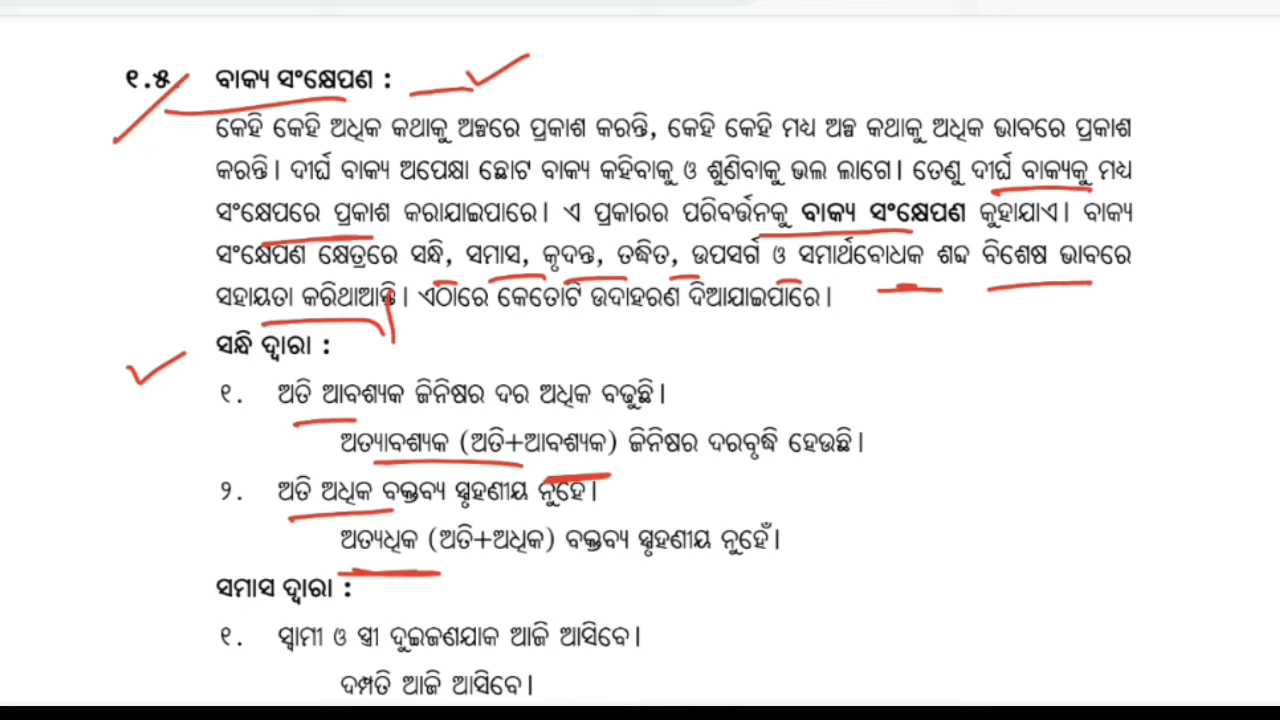 ୧.୫. ବାକ୍ୟ ସଂକ୍ଷେପଣ :
କେହି କେହି ଅଧିକ କଥାକୁ ଅଳ୍ପରେ ପ୍ରକାଶ କରନ୍ତି, କେହି କେହି ମଧ୍ୟ ଅଳ୍ପ କଥାକୁ ଅଧିକ ଭାବରେ ପ୍ରକାଶ
କରନ୍ତି। ଦୀର୍ଘ ବାକ୍ୟ ଅପେକ୍ଷା ଛୋଟ ବାକ୍ୟ କହିବାକୁ ଓ ଶୁଣିବାକୁ ଭଲ ଲାଗେ। ତେଣୁ ଦୀର୍ଘ ବାକ୍ୟକୁ ମଧ୍ୟ
ସଂକ୍ଷେପରେ ପ୍ରକାଶ କରାଯାଇପାରେ। ଏ ପ୍ରକାରର ପରିବର୍ତ୍ତନକୁ ବାକ୍ୟ ସଂକ୍ଷେପଣ କୁହାଯାଏ। ବାକ୍ୟ
ସଂକ୍ଷେପଣ କ୍ଷେତ୍ରରେ ସନ୍ଧି, ସମାସ, କୃଦନ୍ତ, ତଦ୍ଧିତ, ଉପସର୍ଗ ଓ ସମାର୍ଥବୋଧକ ଶବ୍ଦ ବିଶେଷ ଭାବରେ
ସହାୟତା କରିଥାଆନ୍ତି। ଏଠାରେ କେତୋଟି ଉଦାହରଣ ଦିଆଯାଇପାରେ।
ସନ୍ଧି ଦ୍ୱାରା :
୧. ଅତି ଆବଶ୍ୟକ ଜିନିଷର ଦର ଅଧିକ ବଢୁଛି।
ଅତ୍ୟାବଶ୍ୟକ (ଅତି+ଆବଶ୍ୟକ) ଜିନିଷର ଦରବୃଦ୍ଧି ହେଉଛି।
୨. ଅତି ଅଧିକ ବକ୍ତବ୍ୟ ସ୍ପୃହଣୀୟ ନୁହେ।
ଅତ୍ୟଧିକ (ଅତି+ଅଧିକ) ବକ୍ତବ୍ୟ ସ୍ପୃହଣୀୟ ନୁହେଁ।
ସମାସ ଦ୍ୱାରା :
୧. ସ୍ୱାମୀ ଓ ସ୍ତ୍ରୀ ଦୁଇଜଣଯାକ ଆଜି ଆସିବେ।
ଦମ୍ପତି ଆଜି ଆସିବେ।